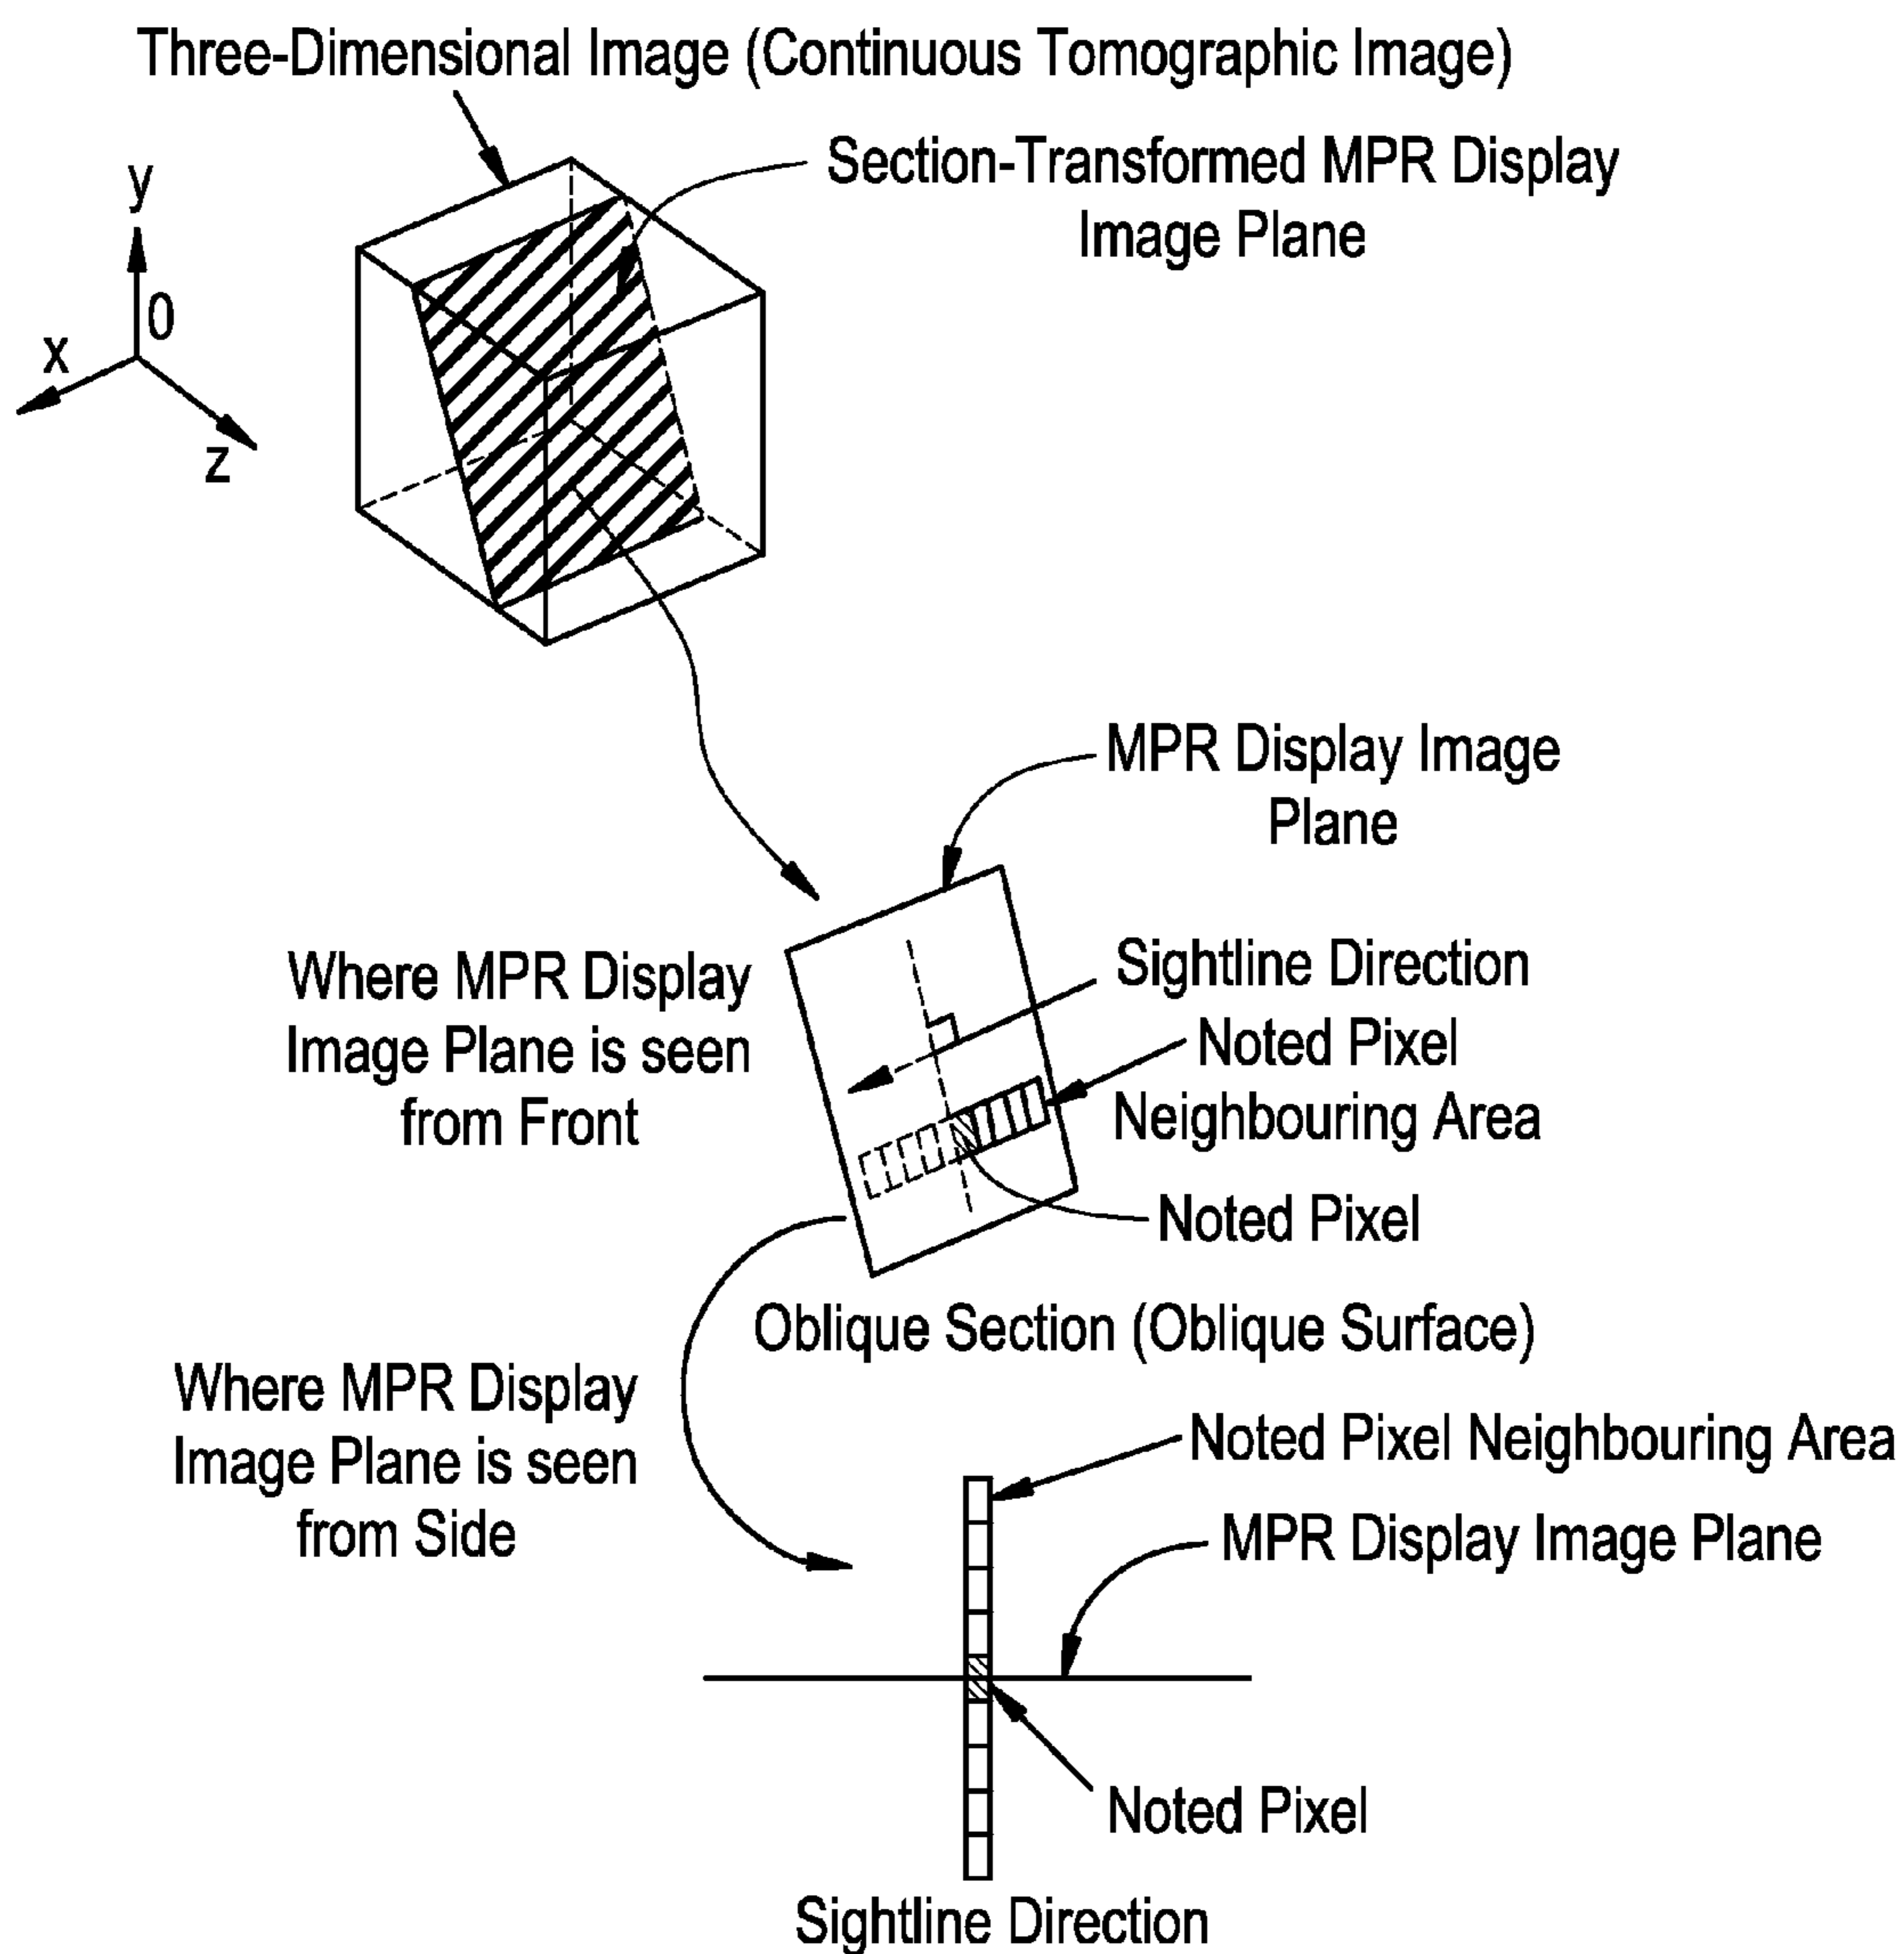 Three-Dimensional Image (Continuous Tomographic Image)
Section-Transformed MPR Display
Image Plane
y
0
x
z
MPR Display Image
Plane
Where MPR Display
Image Plane is seen
from Front
Sightline Direction
Noted Pixel
Neighbouring Area
Noted Pixel
Oblique Section (Oblique Surface)
Where MPR Display
Image Plane is seen
from Side
Noted Pixel Neighbouring Area
MPR Display Image Plane
Noted Pixel
Sightline Direction